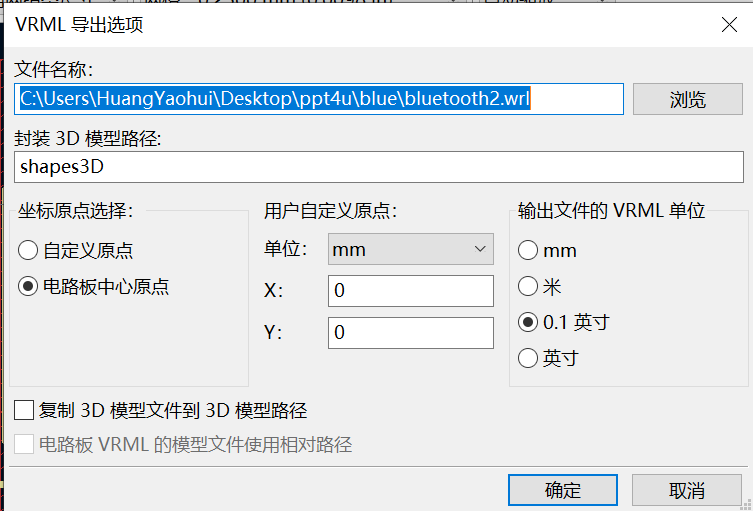 VRML 导出选项
文件名称：
C:\Users\HuangYaohui\Desktop\ppt4u\blue\bluetooth2.wrl
浏览
封装 3D 模型路径:
shapes3D
坐标原点选择：
自定义原点
电路板中心原点
用户自定义原点：
单位：
mm
X：
0
Y：
0
输出文件的 VRML 单位
mm
米
0.1 英寸
英寸
复制 3D 模型文件到 3D 模型路径
电路板 VRML 的模型文件使用相对路径
确定
取消